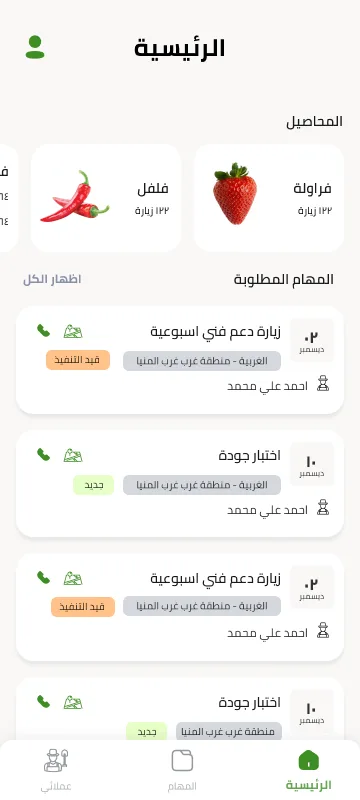 الرئيسية
المحاصيل
فراولة
١٢٢ زيارة
فلفل
١٢٢ زيارة
المهام المطلوبة
اظهار الكل
٠٢
ديسمبر
زيارة دعم فني اسبوعية
الغربية - منطقة غرب غرب المنيا
قيد التنفيذ
احمد علي محمد
١٠
ديسمبر
اختبار جودة
الغربية - منطقة غرب غرب المنيا
جديد
احمد علي محمد
٠٢
ديسمبر
زيارة دعم فني اسبوعية
الغربية - منطقة غرب غرب المنيا
قيد التنفيذ
احمد علي محمد
١٠
ديسمبر
اختبار جودة
منطقة غرب غرب المنيا
جديد
الرئيسية
المهام
عملائي